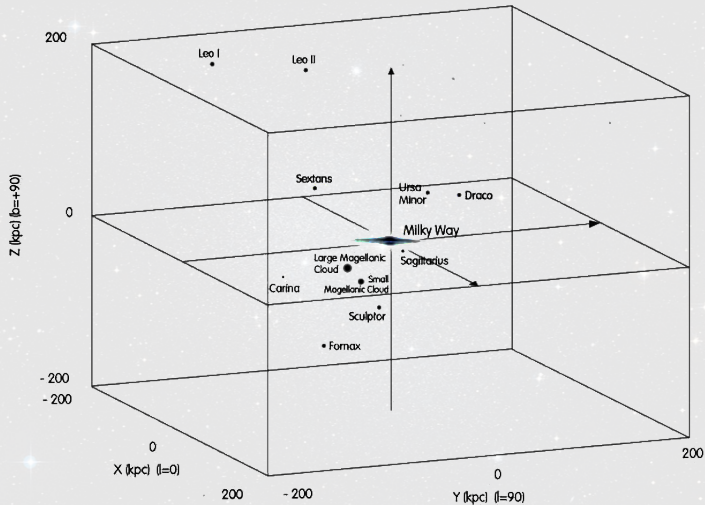 200
Leo I
Leo II
Z (kpc) (b=+90)
Sextans
Ursa
Minor
Draco
0
Milky Way
Large Magellanic
Cloud
Sagittarius
Carina
Small
Magellanic Cloud
Sculptor
Fornax
- 200
- 200
0
X (kpc) (l=0)
200
- 200
0
200
Y (kpc) (l=90)